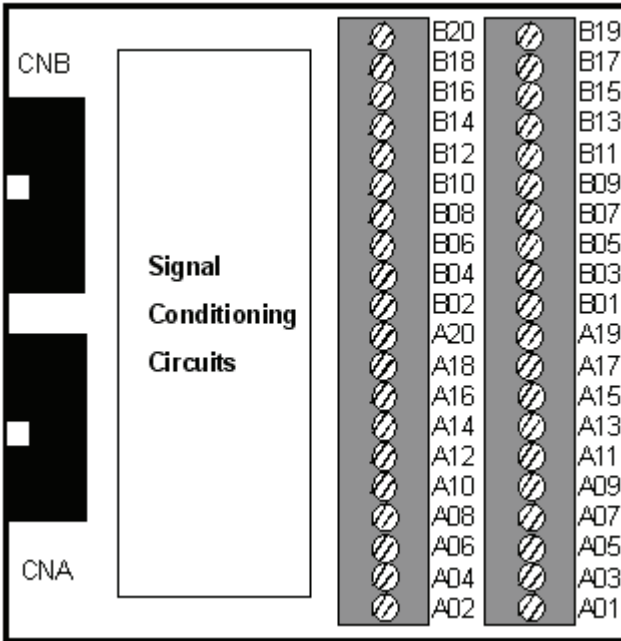 CNB
Signal
Conditioning
Circuits
CNA
B20 B19
B18 B17
B16 B15
B14 B13
B12 B11
B10 B09
B08 B07
B06 B05
B04 B03
B02 B01
A20 A19
A18 A17
A16 A15
A14 A13
A12 A11
A10 A09
A08 A07
A06 A05
A04 A03
A02 A01